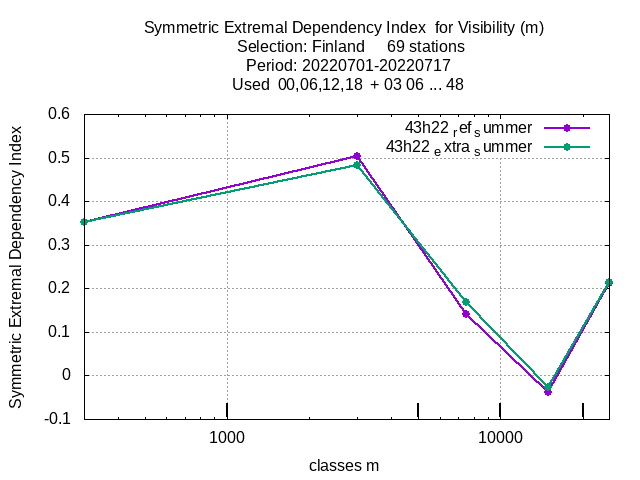 Symmetric Extremal Dependency Index  for Visibility (m)
Selection: Finland     69 stations
Period: 20220701-20220717
Used  00,06,12,18  + 03 06 ... 48
43h22 ref summer
43h22 extra summer
Symmetric Extremal Dependency Index
0.6
0.5
0.4
0.3
0.2
0.1
0
-0.1
1000 10000
classes m